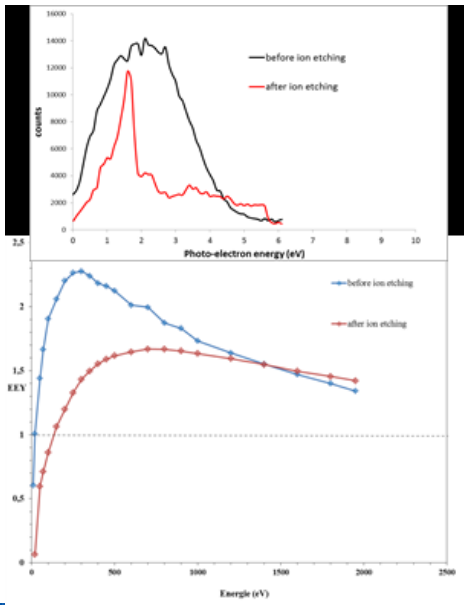 16000
14000
12000
10000
8000
6000
4000
2000
0
counts
before ion etching
after ion etching
0 1 2 3 4 5 6 7 8 9 10
Photo-electron energy (eV)
2,5
2
1,5
EEY
1
0,5
0
before ion etching
after ion etching
0 500 1000 1500 2000 2500
Energie (eV)